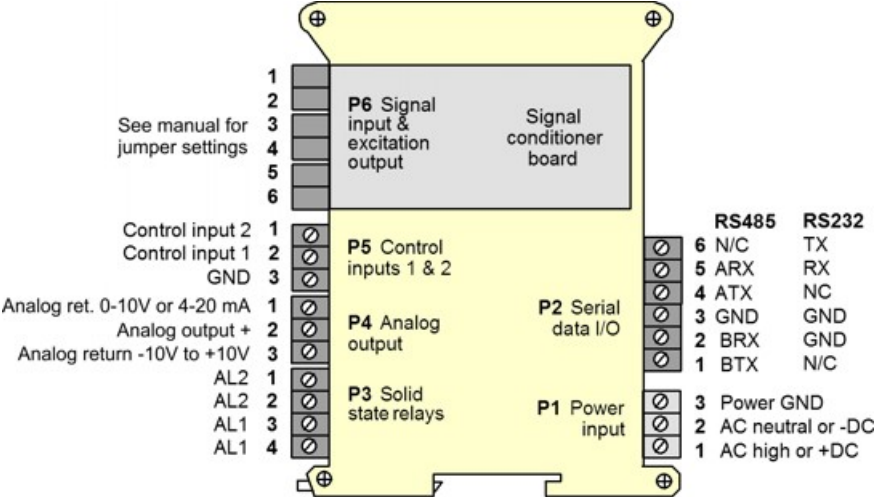 1
2
See manual for 3
jumper settings 4
5
6
P6 Signal
input &
excitation
output
Signal
conditioner
board
Control input 2 1
Control input 1 2
GND 3
P5 Control
inputs 1 & 2
Analog ret. 0-10V or 4-20 mA 1
Analog output + 2
Analog return -10V to +10V 3
P4 Analog
output
AL2 1
AL2 2
AL1 3
AL1 4
P3 Solid
state relays
P2 Serial
data I/O
RS485 RS232
6 N/C TX
5 ARX RX
4 ATX NC
3 GND GND
2 BRX GND
1 BTX N/C
P1 Power
input
3 Power GND
2 AC neutral or -DC
1 AC high or +DC